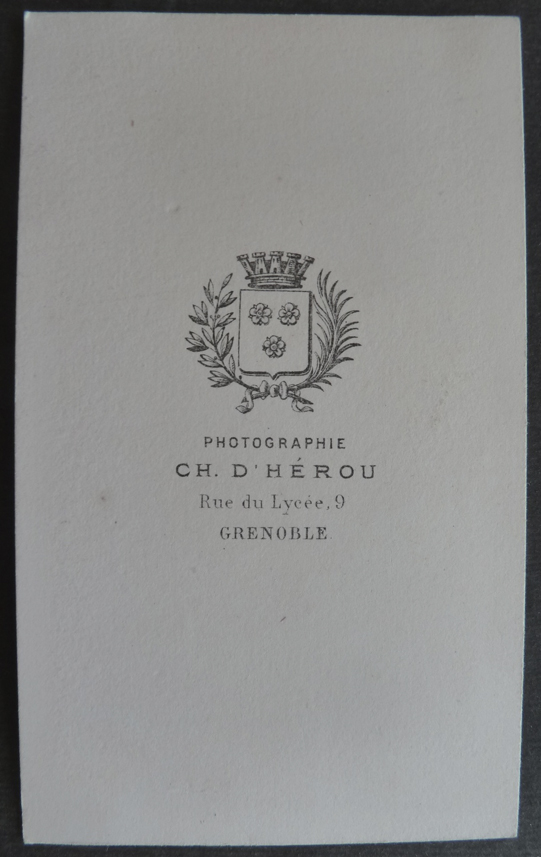 PHOTOGRAPHIE
CH. D'HÉROU
Rue du Lycée, 9
GRENOBLE